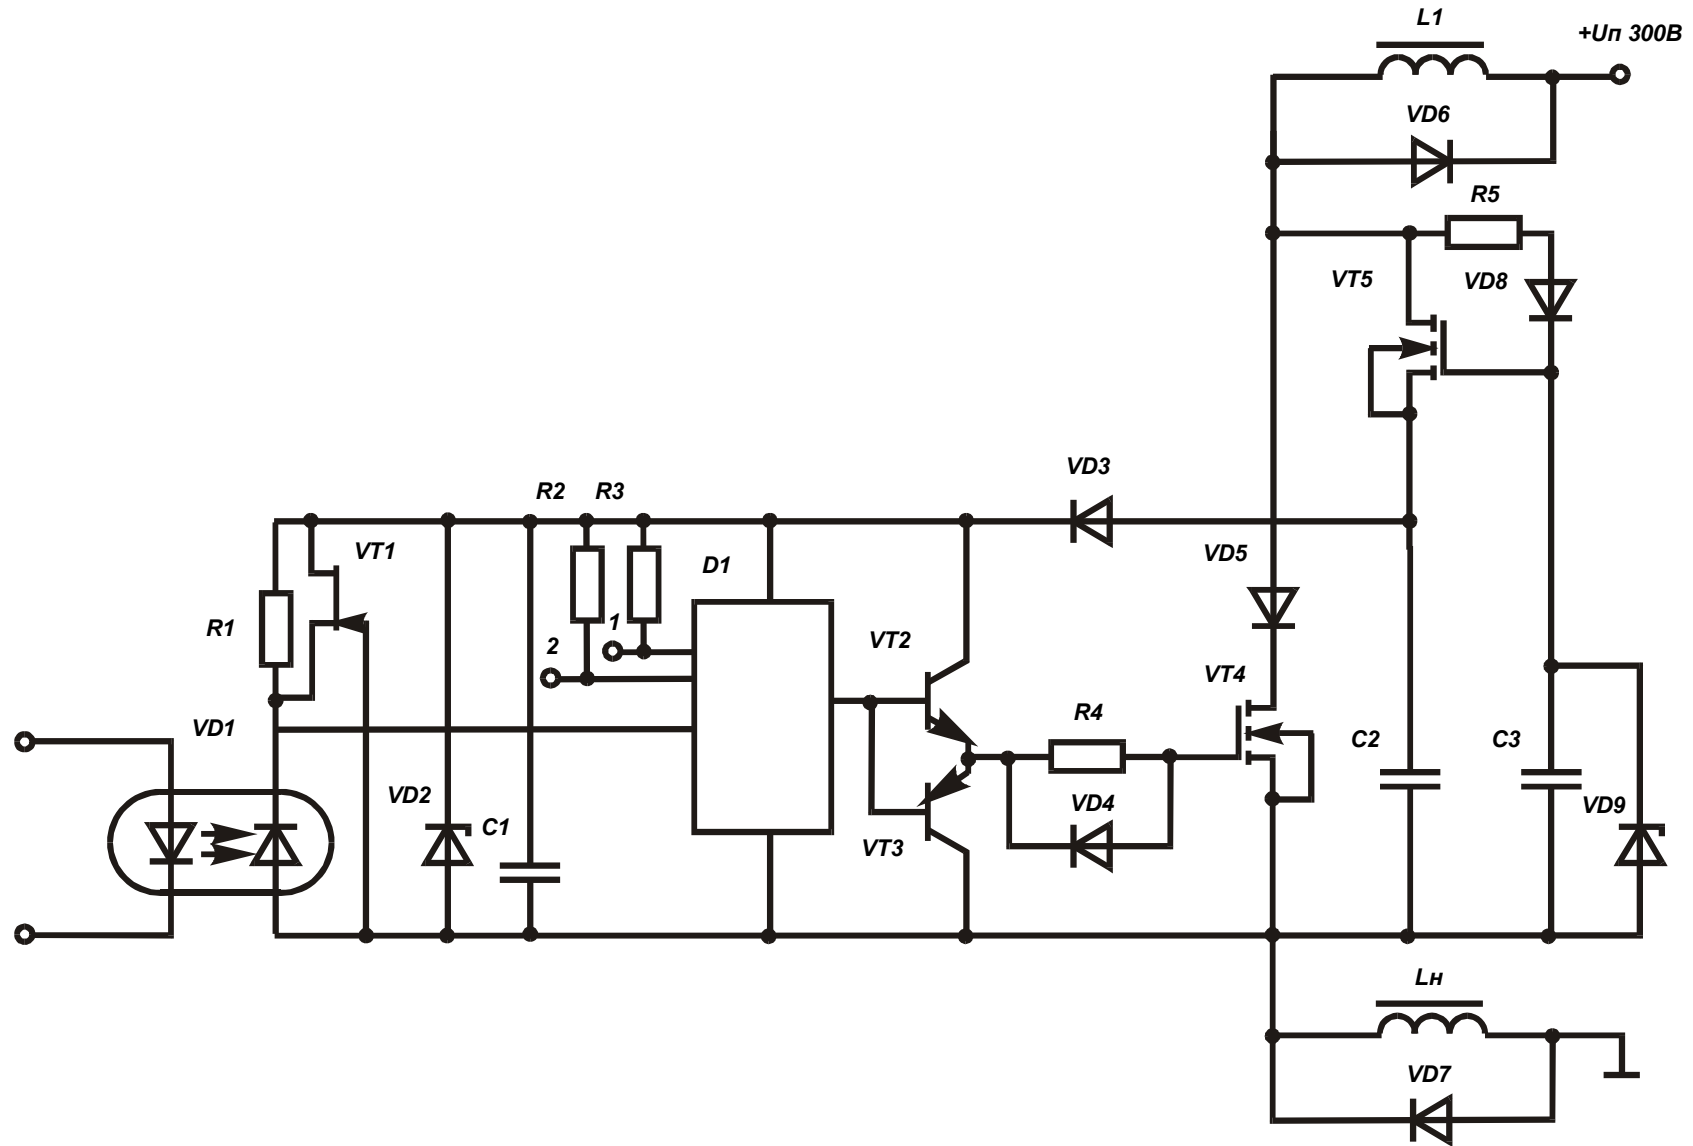 L1
+Uп 300В
VD6
R5
VT5
VD8
VD3
R2
R3
VT1
D1
VD5
R1
1
2
VT2
VT4
R4
VD1
C2
C3
VD2
C1
VD4
VD9
VT3
Lн
VD7